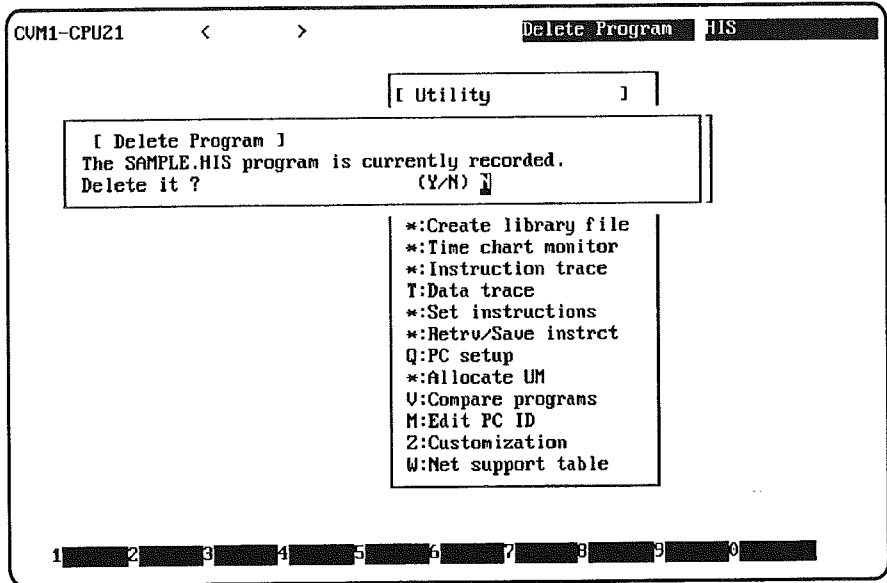 CVM1-CPU21 < > Delete Program HIS
[ Utility ]
[ Delete Program ]
The SAMPLE.HIS program is currently recorded.
Delete it ? (Y/N) N
*:Create library file
*:Time chart monitor
*:Instruction trace
T:Data trace
*:Set instructions
*:Retrv/Save instrct
Q:PC setup
*:Allocate UM
V:Compare programs
M:Edit PC ID
Z:Customization
W:Net support table
1 2 3 4 5 6 7 8 9 0